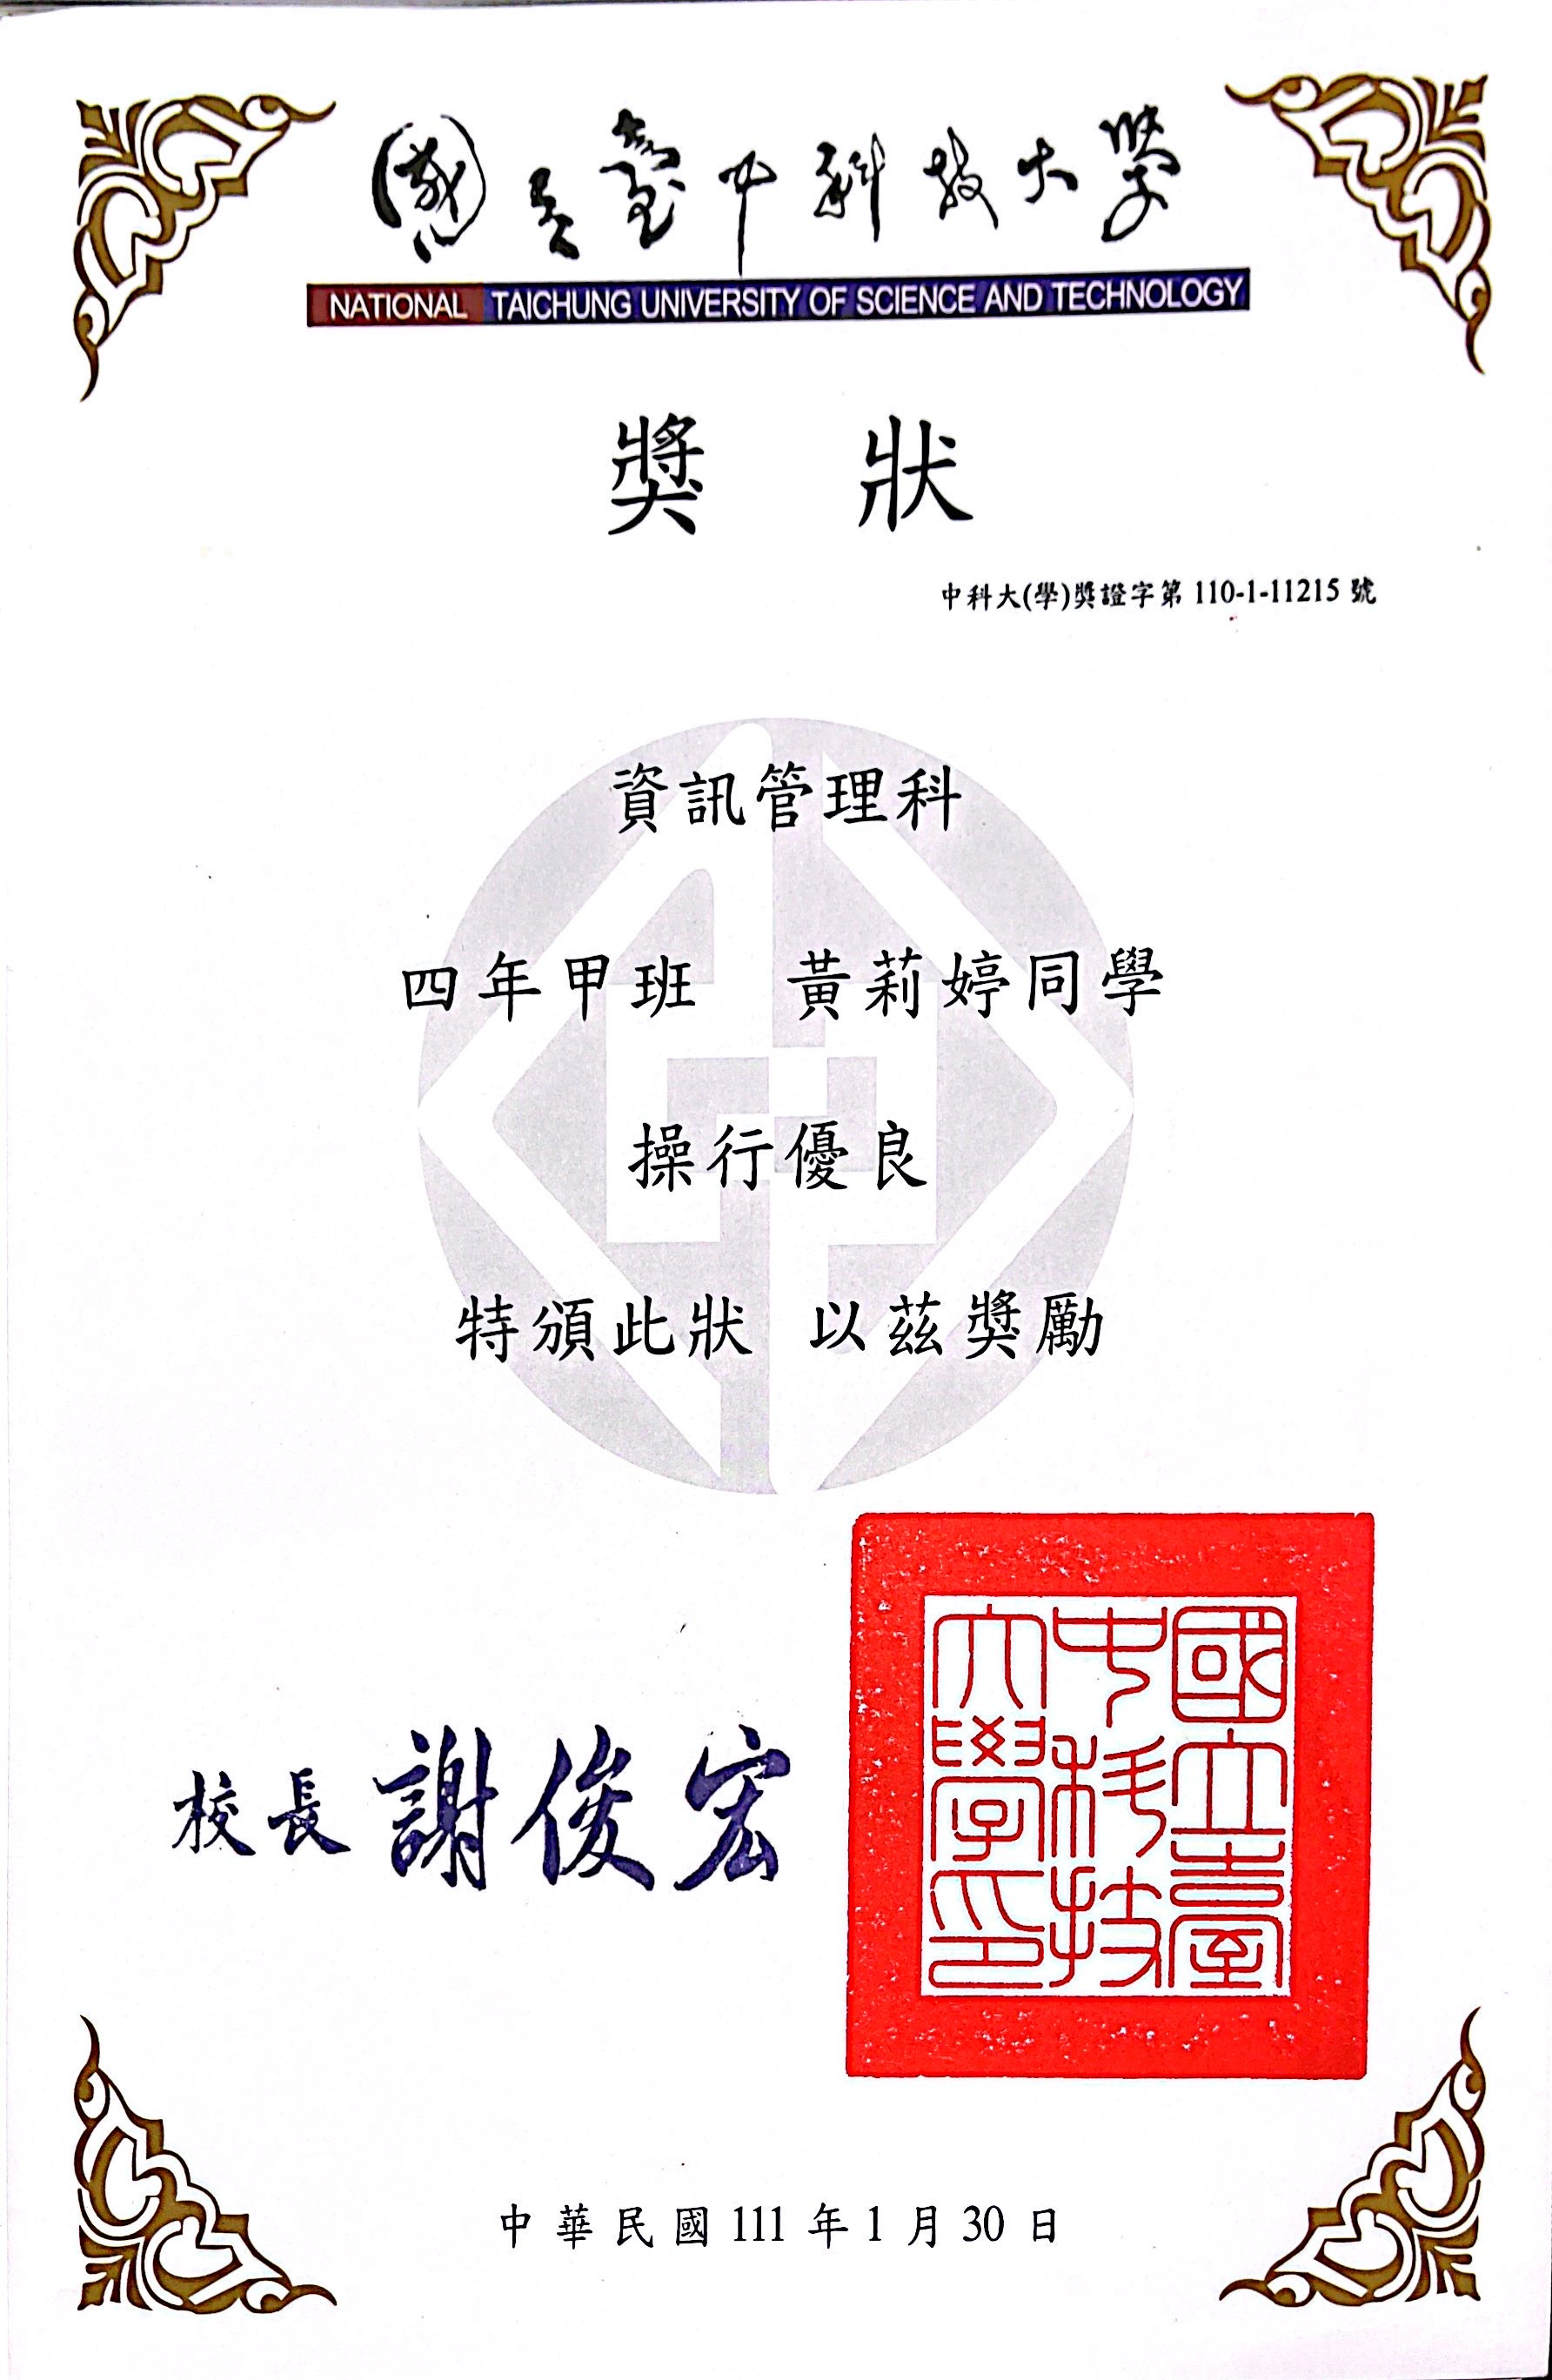 國立臺中科技大學
NATIONAL TAICHUNG UNIVERSITY OF SCIENCE AND TECHNOLOGY
獎狀
中科大(學)獎證字第 110-1-11215 號
資訊管理科
四年甲班 黃莉婷同學
操行優良
特頒此狀 以茲獎勵
校長 謝俊宏
國立臺
中科技
大學印
中華民國 111 年 1 月 30 日